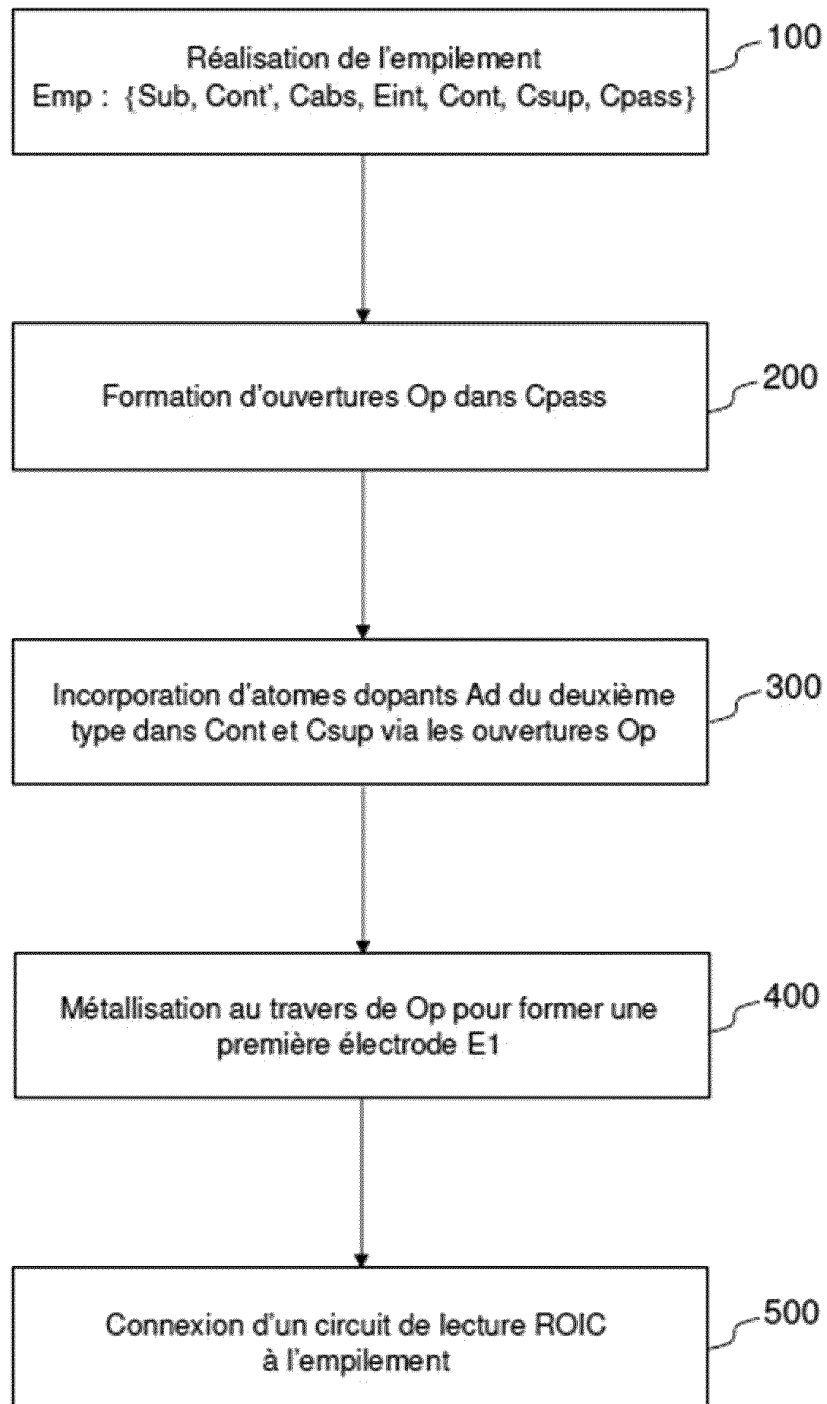 Réalisation de l'empilement
Emp : {Sub, Cont', Cabs, Eint, Cont, Csup, Cpass}
100
Formation d'ouvertures Op dans Cpass
200
Incorporation d'atomes dopants Ad du deuxième
type dans Cont et Csup via les ouvertures Op
300
Métallisation au travers de Op pour former une
première électrode E1
400
Connexion d'un circuit de lecture ROIC
à l'empilement
500